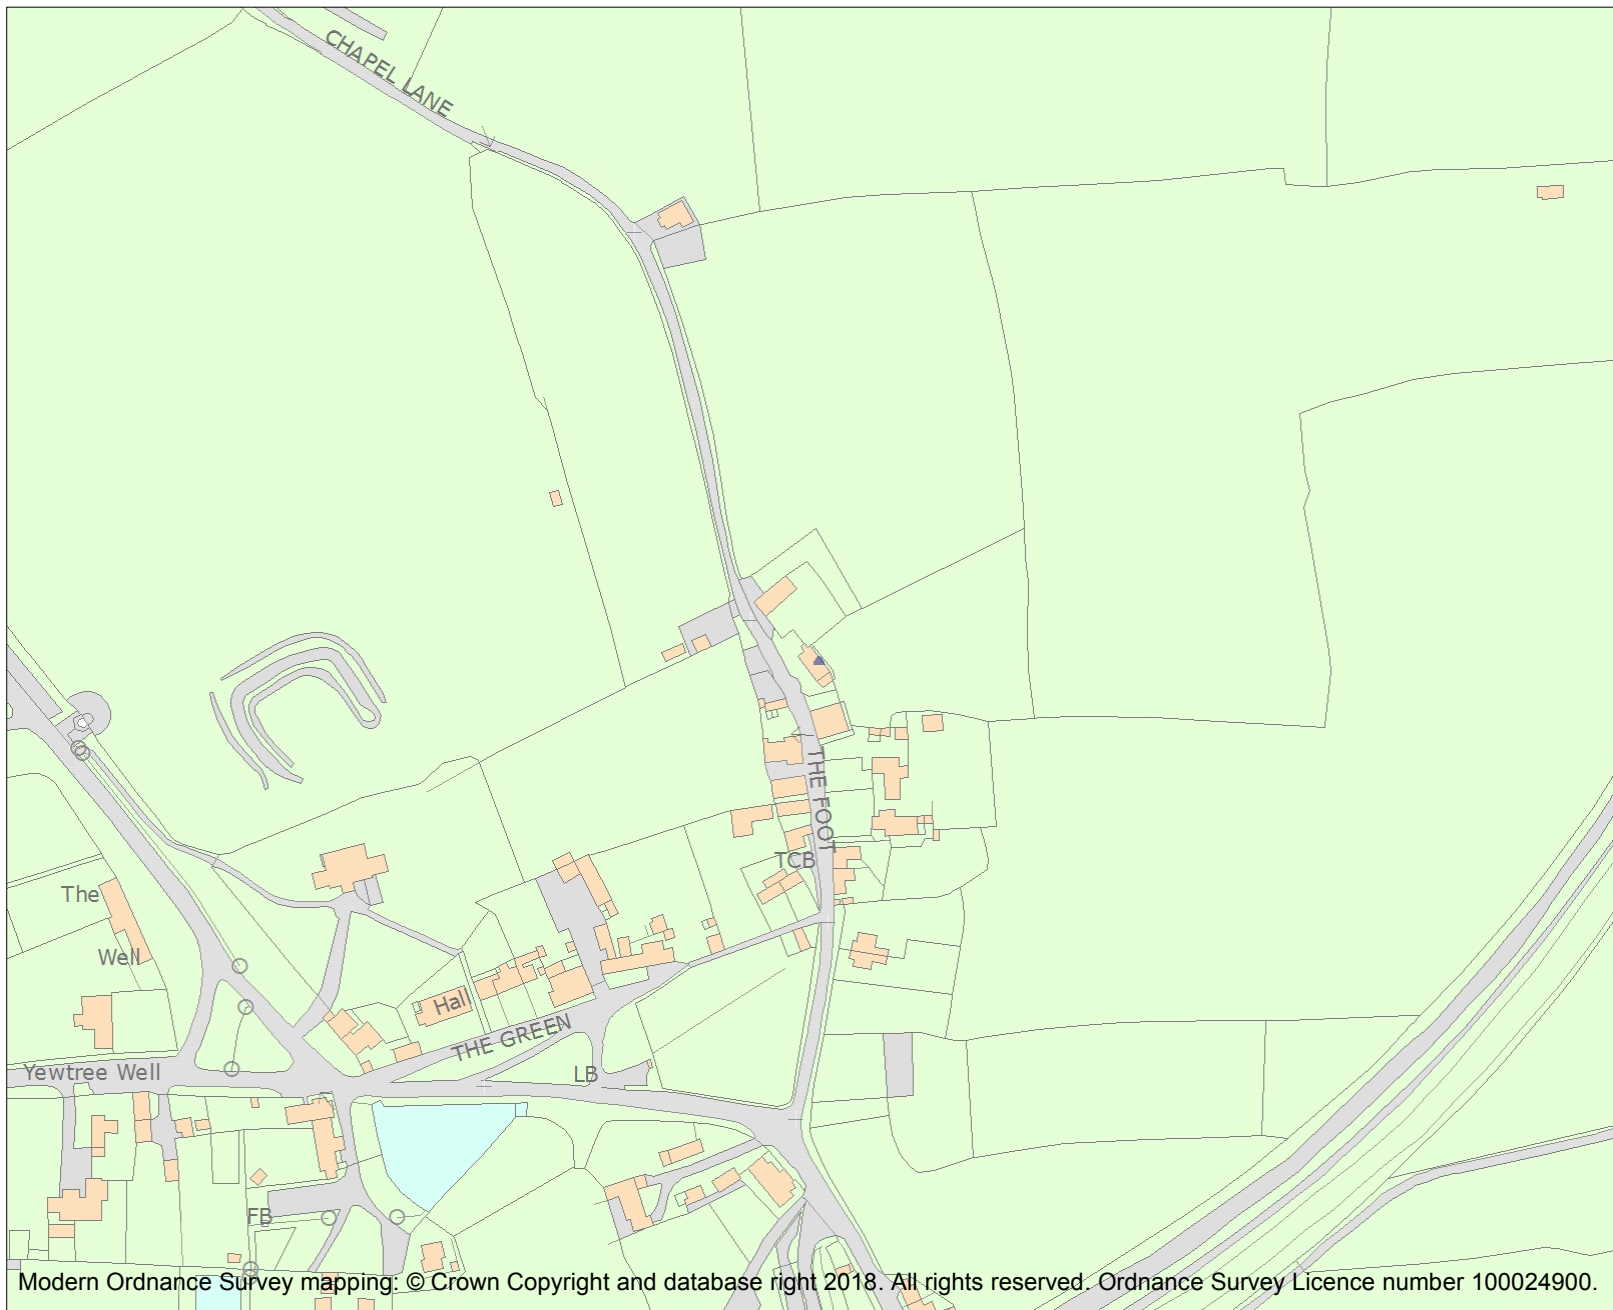 CHAPEL LANE
THE FOOT
TCB
The
Well
Hall
THE GREEN
Yewtree Well
LB
FB
Modern Ordnance Survey mapping: © Crown Copyright and database right 2018. All rights reserved. Ordnance Survey Licence number 100024900.